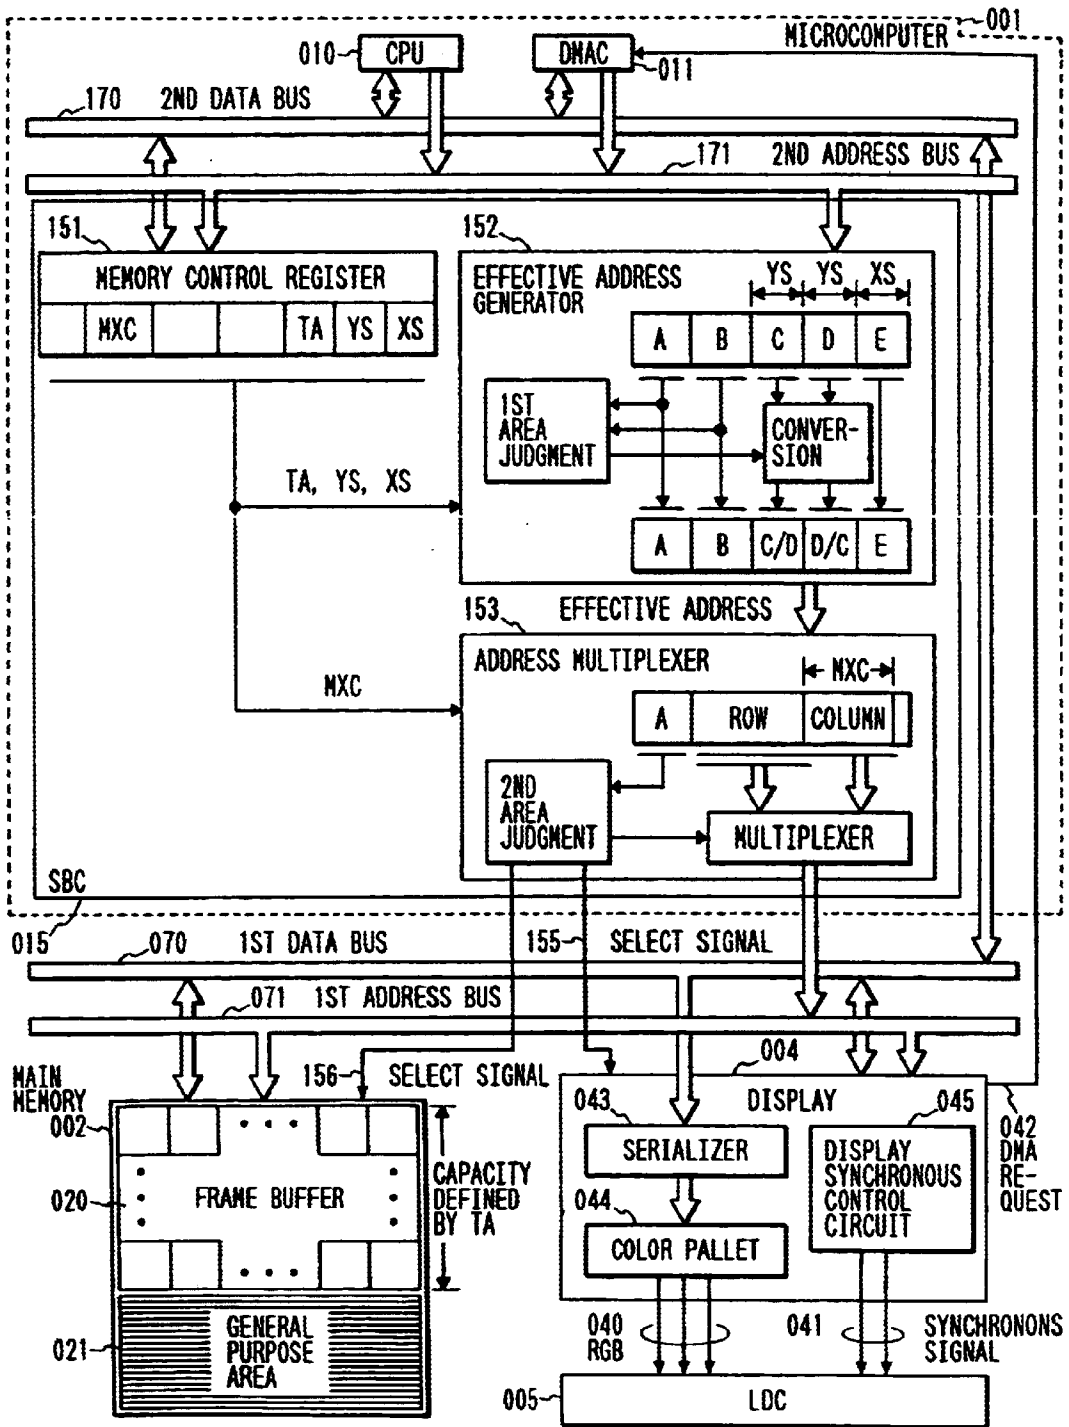 001
MICROCOMPUTER
010
CPU
DMAC
011
170
2ND DATA BUS
171
2ND ADDRESS BUS
151
MEMORY CONTROL REGISTER
MXC
TA
YS
XS
152
EFFECTIVE ADDRESS
GENERATOR
YS
YS
XS
A
B
C
D
E
1ST
AREA
JUDGMENT
CONVER-
SION
TA, YS, XS
A
B
C/D
D/C
E
EFFECTIVE ADDRESS
153
ADDRESS MULTIPLEXER
MXC
MXC
A
ROW
COLUMN
2ND
AREA
JUDGMENT
MULTIPLEXER
SBC
015
070
1ST DATA BUS
155
SELECT SIGNAL
071
1ST ADDRESS BUS
156
SELECT SIGNAL
004
MAIN
MEMORY
002
DISPLAY
043
SERIALIZER
045
DISPLAY
SYNCHRONOUS
CONTROL
CIRCUIT
042
DMA
RE-
QUEST
020
FRAME BUFFER
CAPACITY
DEFINED
BY TA
044
COLOR PALLET
021
GENERAL
PURPOSE
AREA
040
RGB
041
SYNCHRONONS
SIGNAL
005
LDC